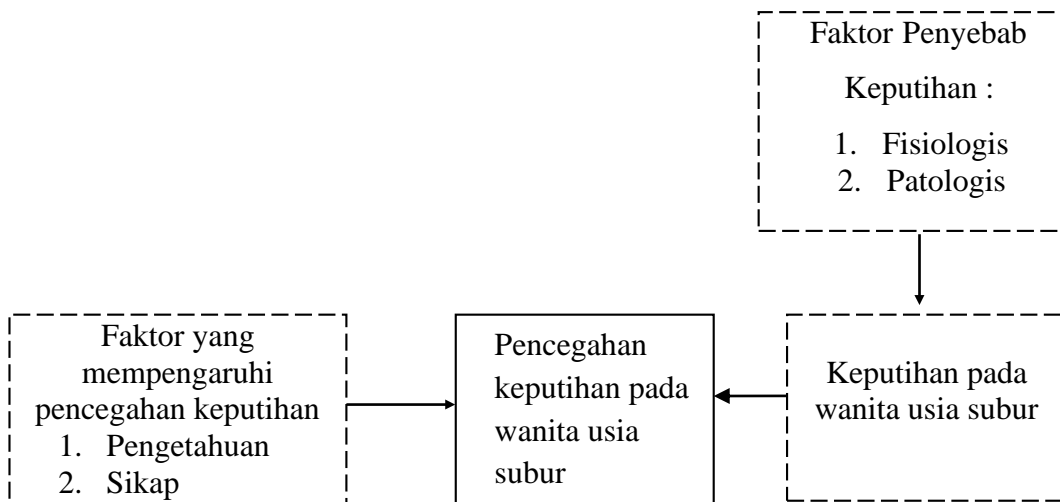 Faktor Penyebab
Keputihan :
1. Fisiologis
2. Patologis
Faktor yang
mempengaruhi
pencegahan keputihan
1. Pengetahuan
2. Sikap
Pencegahan
keputihan pada
wanita usia
subur
Keputihan pada
wanita usia subur